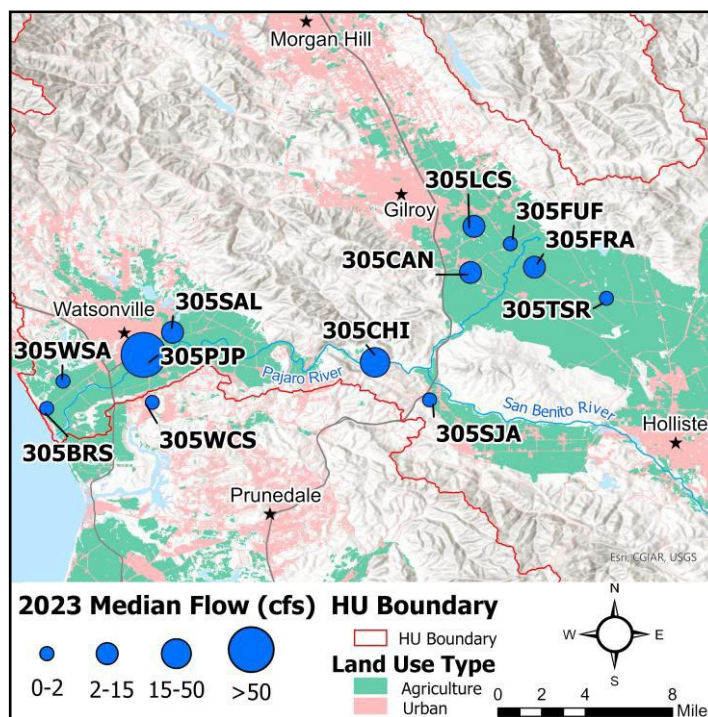 Morgan Hill
305LCS
Gilroy
305FUF
305FRA
305CAN
305SAL
305TSR
Watsonville
305CHI
305WSA
305PJP
Pajaro River
305WCS
305SJA
San Benito River
305BRS
Holliste
Prunedale
Esri, CGIAR, USGS
2023 Median Flow (cfs)
0-2
2-15
15-50
>50
HU Boundary
HU Boundary
Land Use Type
Agriculture
Urban
N
W
E
S
0 2 4 8
Mile